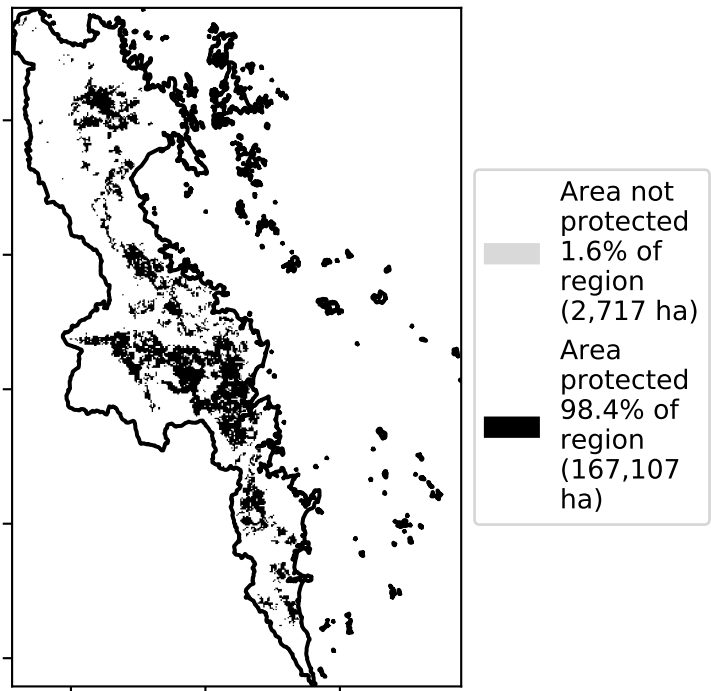 Area not
protected
1.6% of
region
(2,717 ha)
Area
protected
98.4% of
region
(167,107
ha)